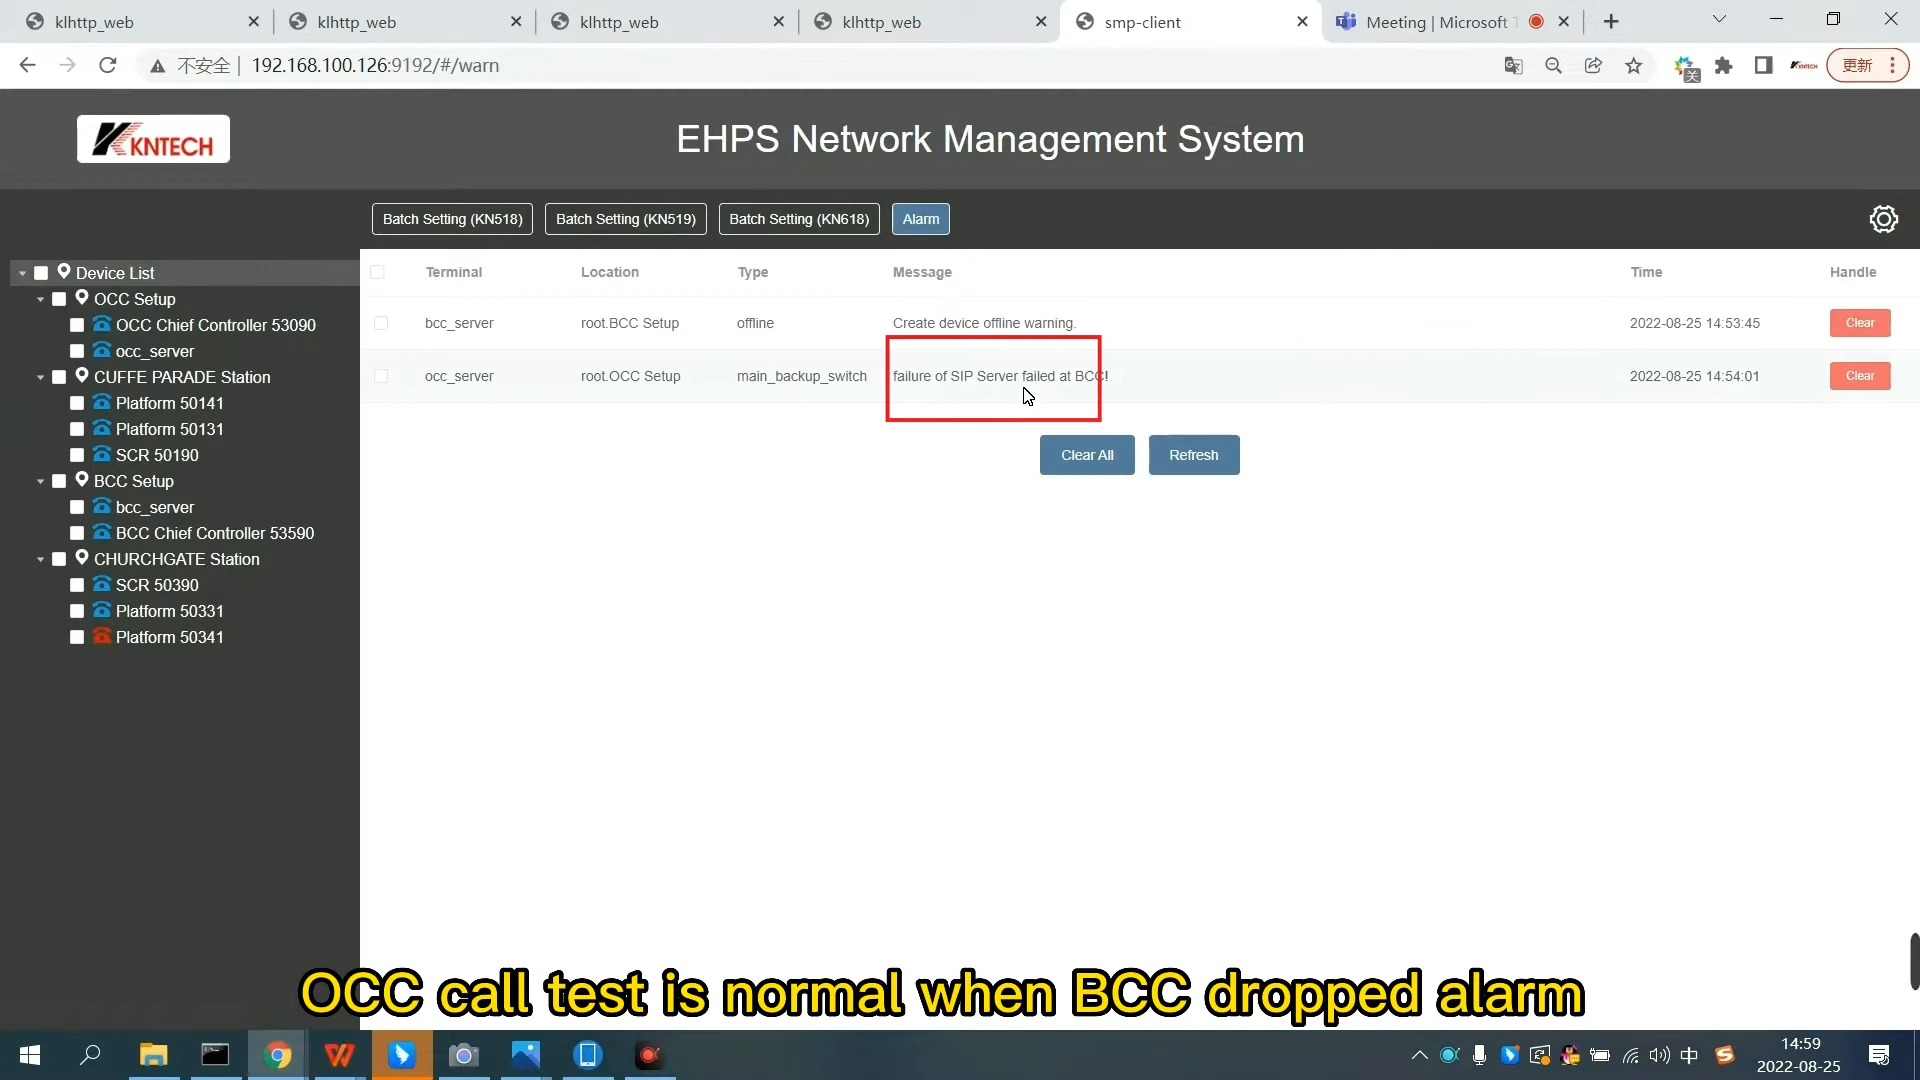 klhttp_web
klhttp_web
klhttp_web
klhttp_web
smp-client
Meeting | Microsoft T
不安全 | 192.168.100.126:9192/#/warn
关
KNTECH
更新
KNTECH
EHPS Network Management System
Batch Setting (KN518)
Batch Setting (KN519)
Batch Setting (KN618)
Alarm
Device List
OCC Setup
OCC Chief Controller 53090
occ_server
CUFFE PARADE Station
Platform 50141
Platform 50131
SCR 50190
BCC Setup
bcc_server
BCC Chief Controller 53590
CHURCHGATE Station
SCR 50390
Platform 50331
Platform 50341
Terminal Location Type Message Time Handle
bcc_server root.BCC Setup offline Create device offline warning. 2022-08-25 14:53:45 Clear
occ_server root.OCC Setup main_backup_switch failure of SIP Server failed at BCC! 2022-08-25 14:54:01 Clear
Clear All
Refresh
OCC call test is normal when BCC dropped alarm
中
14:59
2022-08-25